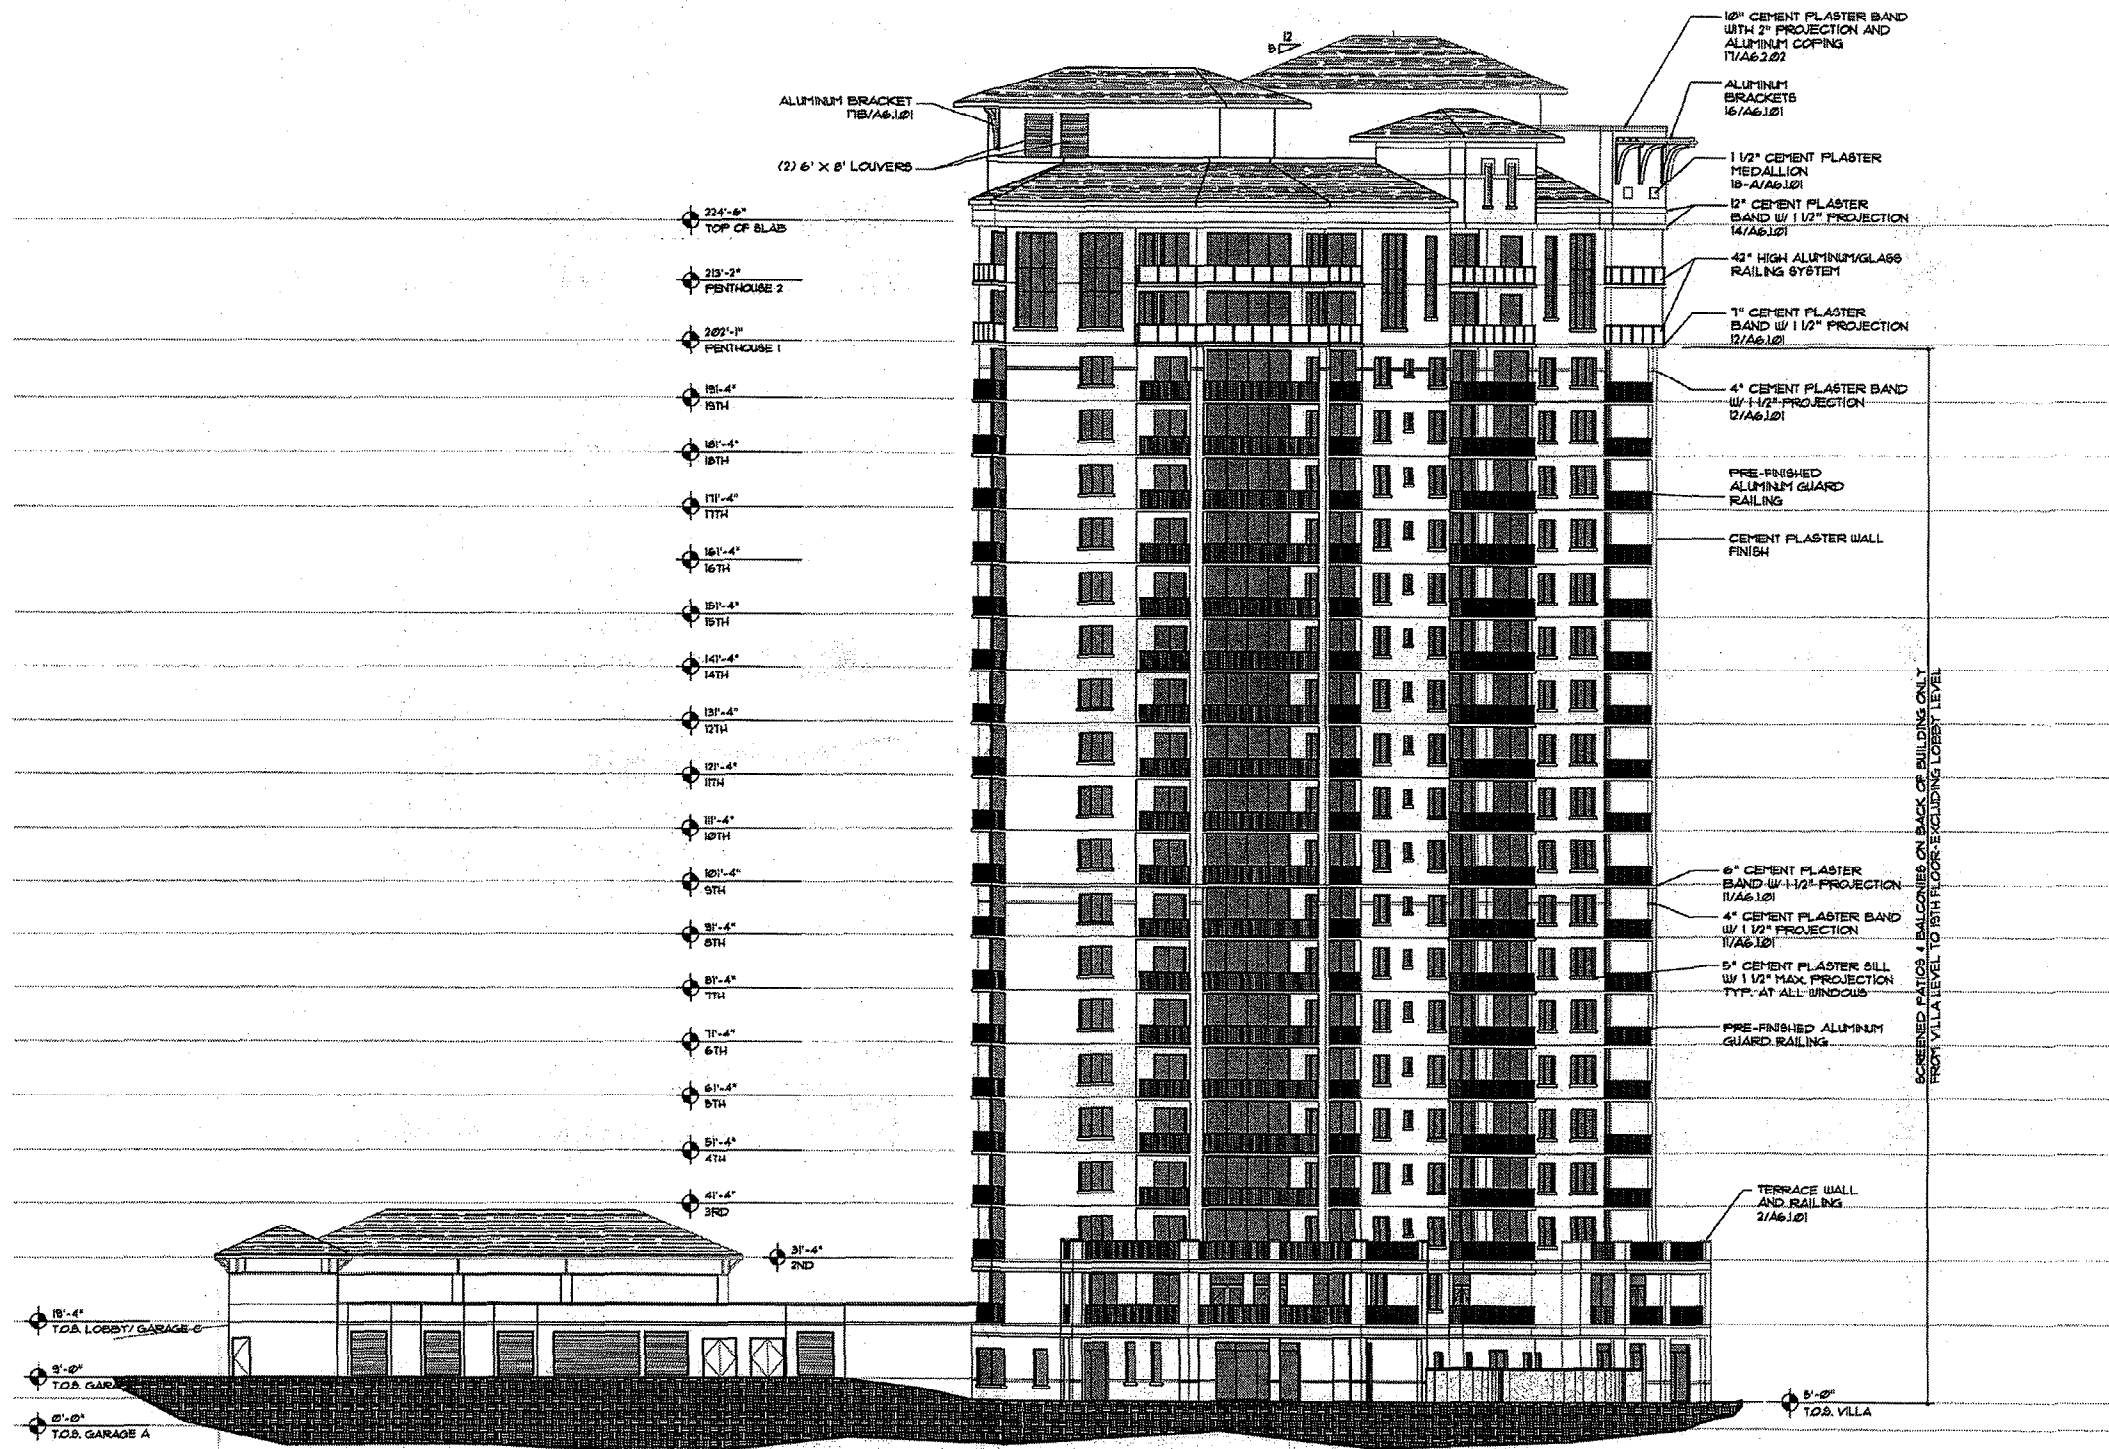 12
5
ALUMINUM BRACKET
17B/A6.1.01
(2) 6' X 8' LOUVERS
224'-6"
TOP OF SLAB
213'-2"
PENTHOUSE 2
202'-1"
PENTHOUSE 1
191'-4"
19TH
181'-4"
18TH
171'-4"
17TH
161'-4"
16TH
151'-4"
15TH
141'-4"
14TH
131'-4"
12TH
121'-4"
11TH
111'-4"
10TH
101'-4"
9TH
91'-4"
8TH
81'-4"
7TH
71'-4"
6TH
61'-4"
5TH
51'-4"
4TH
41'-4"
3RD
31'-4"
2ND
19'-4"
T.O.S. LOBBY/ GARAGE C
9'-0"
T.O.S. GARA
0'-0"
T.O.S. GARAGE A
10" CEMENT PLASTER BAND
WITH 2" PROJECTION AND
ALUMINUM COPING
17/A6.2.02
ALUMINUM
BRACKETS
16/A6.1.01
1 1/2" CEMENT PLASTER
MEDALLION
18-A/A6.1.01
12" CEMENT PLASTER
BAND W/ 1 1/2" PROJECTION
14/A6.1.01
42" HIGH ALUMINUM/GLASS
RAILING SYSTEM
7" CEMENT PLASTER
BAND W/ 1 1/2" PROJECTION
12/A6.1.01
4" CEMENT PLASTER BAND
W/ 1 1/2" PROJECTION
12/A6.1.01
PRE-FINISHED
ALUMINUM GUARD
RAILING
CEMENT PLASTER WALL
FINISH
6" CEMENT PLASTER
BAND W/ 1 1/2" PROJECTION
11/A6.1.01
4" CEMENT PLASTER BAND
W/ 1 1/2" PROJECTION
11/A6.1.01
5" CEMENT PLASTER SILL
W/ 1 1/2" MAX. PROJECTION
TYP. AT ALL WINDOWS
PRE-FINISHED ALUMINUM
GUARD RAILING
TERRACE WALL
AND RAILING
2/A6.1.01
5'-0"
T.O.S. VILLA
SCREENED PATIOS & BALCONIES ON BACK OF BUILDING ONLY
FROM VILLA LEVEL TO 19TH FLOOR-EXCLUDING LOBBY LEVEL